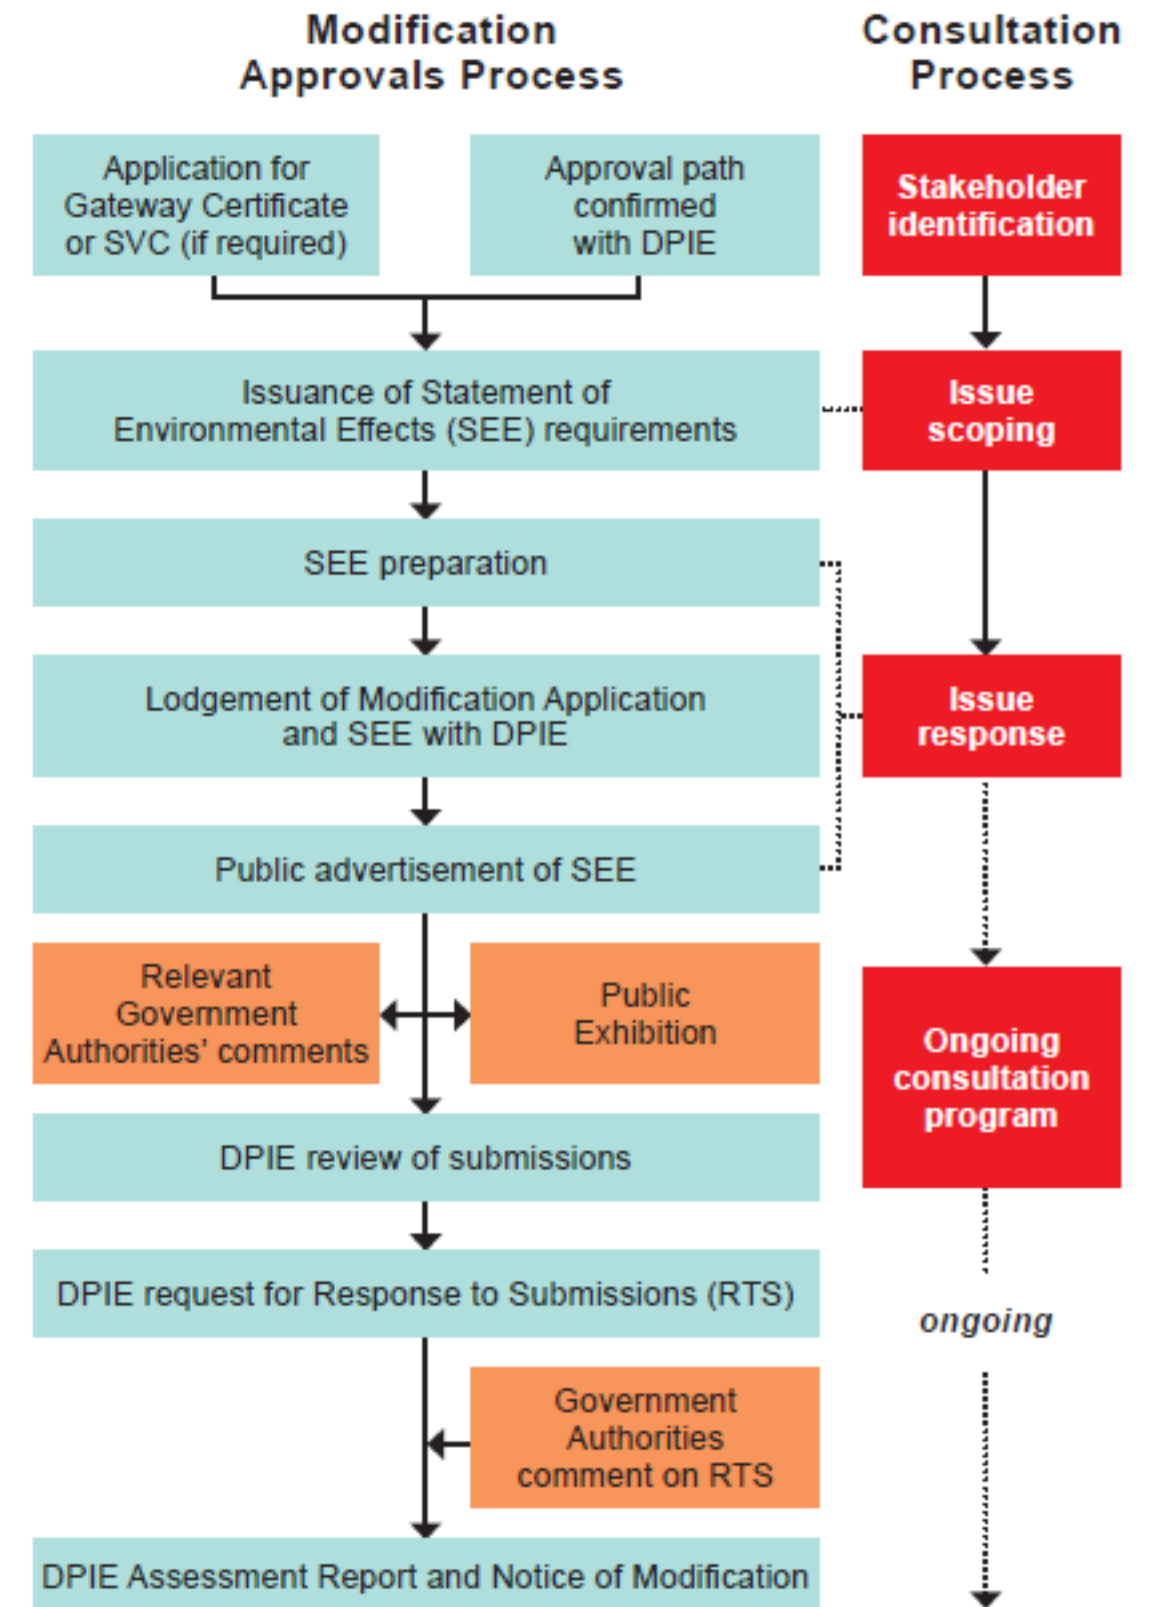 Modification
Approvals Process
Consultation
Process
Application for
Gateway Certificate
or SVC (if required)
Approval path
confirmed
with DPIE
Stakeholder
identification
Issuance of Statement of
Environmental Effects (SEE) requirements
Issue
scoping
SEE preparation
Lodgement of Modification Application
and SEE with DPIE
Issue
response
Public advertisement of SEE
Relevant
Government
Authorities' comments
Public
Exhibition
Ongoing
consultation
program
DPIE review of submissions
DPIE request for Response to Submissions (RTS)
ongoing
Government
Authorities
comment on RTS
DPIE Assessment Report and Notice of Modification